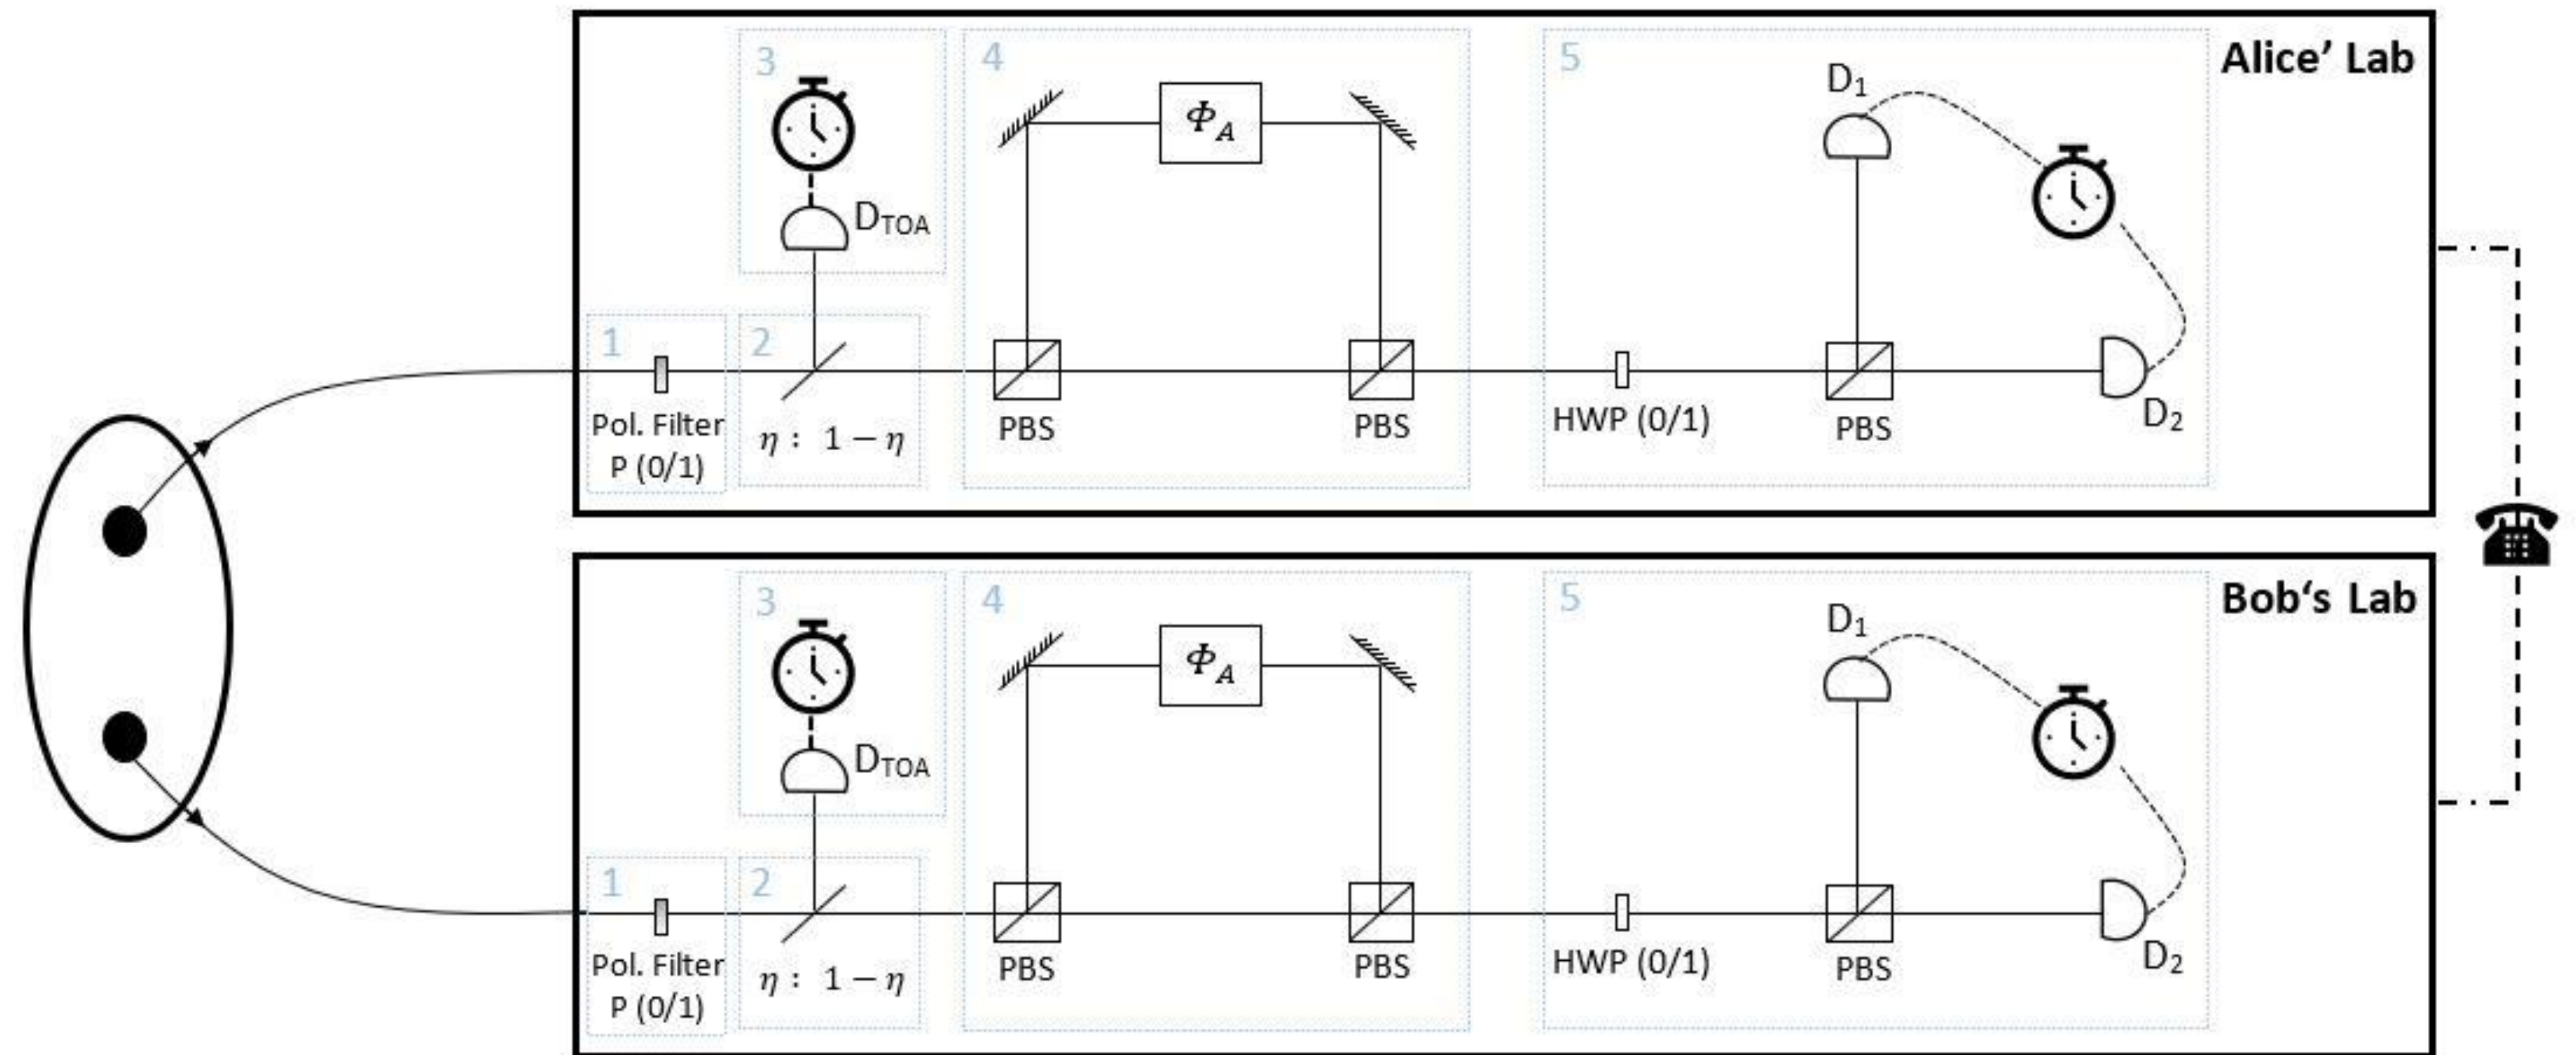 Alice' Lab
3
4
5
D1
ΦA
DTOA
1
2
Pol. Filter
P (0/1)
η : 1 − η
PBS
PBS
HWP (0/1)
PBS
D2
Bob's Lab
3
4
5
D1
ΦA
DTOA
1
2
Pol. Filter
P (0/1)
η : 1 − η
PBS
PBS
HWP (0/1)
PBS
D2